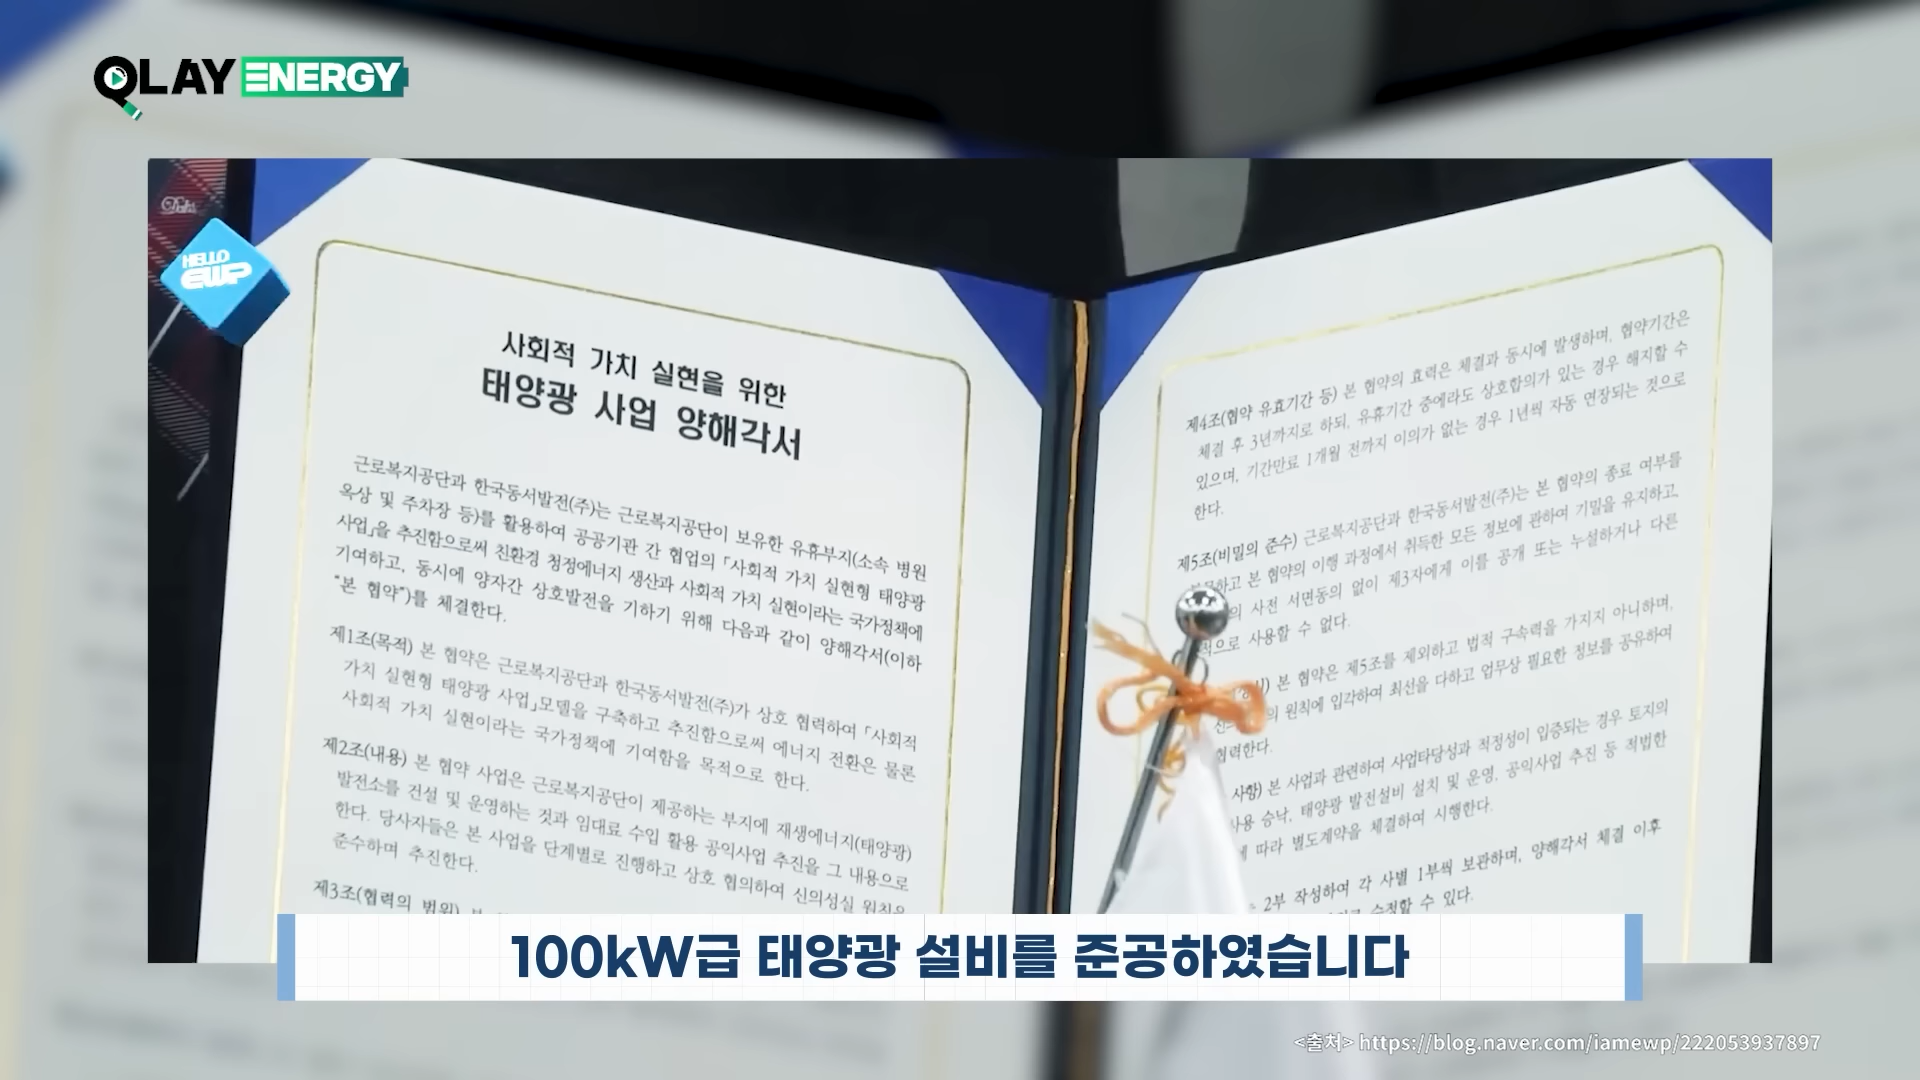 QLAY ENERGY
HELLO
EWP
사회적 가치 실현을 위한
태양광 사업 양해각서
근로복지공단과 한국동서발전(주)는 근로복지공단이 보유한 유휴부지(소속 병원
옥상 및 주차장 등)를 활용하여 공공기관 간 협업의 「사회적 가치 실현형 태양광
사업」을 추진함으로써 친환경 청정에너지 생산과 사회적 가치 실현이라는 국가정책에
기여하고, 동시에 양자간 상호발전을 기하기 위해 다음과 같이 양해각서(이하
"본 협약")를 체결한다.
제1조(목적) 본 협약은 근로복지공단과 한국동서발전(주)가 상호 협력하여 「사회적
가치 실현형 태양광 사업」모델을 구축하고 추진함으로써 에너지 전환은 물론
사회적 가치 실현이라는 국가정책에 기여함을 목적으로 한다.
제2조(내용) 본 협약 사업은 근로복지공단이 제공하는 부지에 재생에너지(태양광)
발전소를 건설 및 운영하는 것과 임대료 수입 활용 공익사업 추진을 그 내용으로
한다. 당사자들은 본 사업을 단계별로 진행하고 상호 협의하여 신의성실 원칙을
준수하며 추진한다.
제3조(협력의 범위) 본
제4조(협약 유효기간 등) 본 협약의 효력은 체결과 동시에 발생하며, 협약기간은
체결 후 3년까지로 하되, 유휴기간 중에라도 상호합의가 있는 경우 해지할 수
있으며, 기간만료 1개월 전까지 이의가 없는 경우 1년씩 자동 연장되는 것으로
한다.
제5조(비밀의 준수) 근로복지공단과 한국동서발전(주)는 본 협약의 종료 여부를
불문하고 본 협약의 이행 과정에서 취득한 모든 정보에 관하여 기밀을 유지하고,
사전 서면동의 없이 제3자에게 이를 공개 또는 누설하거나 다른
목적으로 사용할 수 없다.
본 협약은 제5조를 제외하고 법적 구속력을 가지지 아니하며,
원칙에 입각하여 최선을 다하고 업무상 필요한 정보를 공유하여
협력한다.
사항) 본 사업과 관련하여 사업타당성과 적정성이 입증되는 경우 토지의
사용 승낙, 태양광 발전설비 설치 및 운영, 공익사업 추진 등 적법한
따라 별도계약을 체결하여 시행한다.
2부 작성하여 각 사별 1부씩 보관하며, 양해각서 체결 이후
수정할 수 있다.
100kW급 태양광 설비를 준공하였습니다
<출처> https://blog.naver.com/iamewp/222053937897